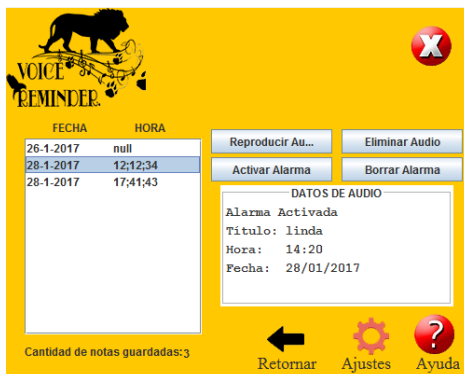 VOICE
REMINDER
FECHA HORA
26-1-2017 null
28-1-2017 12;12;34
28-1-2017 17;41;43
Cantidad de notas guardadas:3
Reproducir Au... Eliminar Audio
Activar Alarma Borrar Alarma
DATOS DE AUDIO
Alarma Activada
Título: linda
Hora: 14:20
Fecha: 28/01/2017
X
?
Retornar Ajustes Ayuda